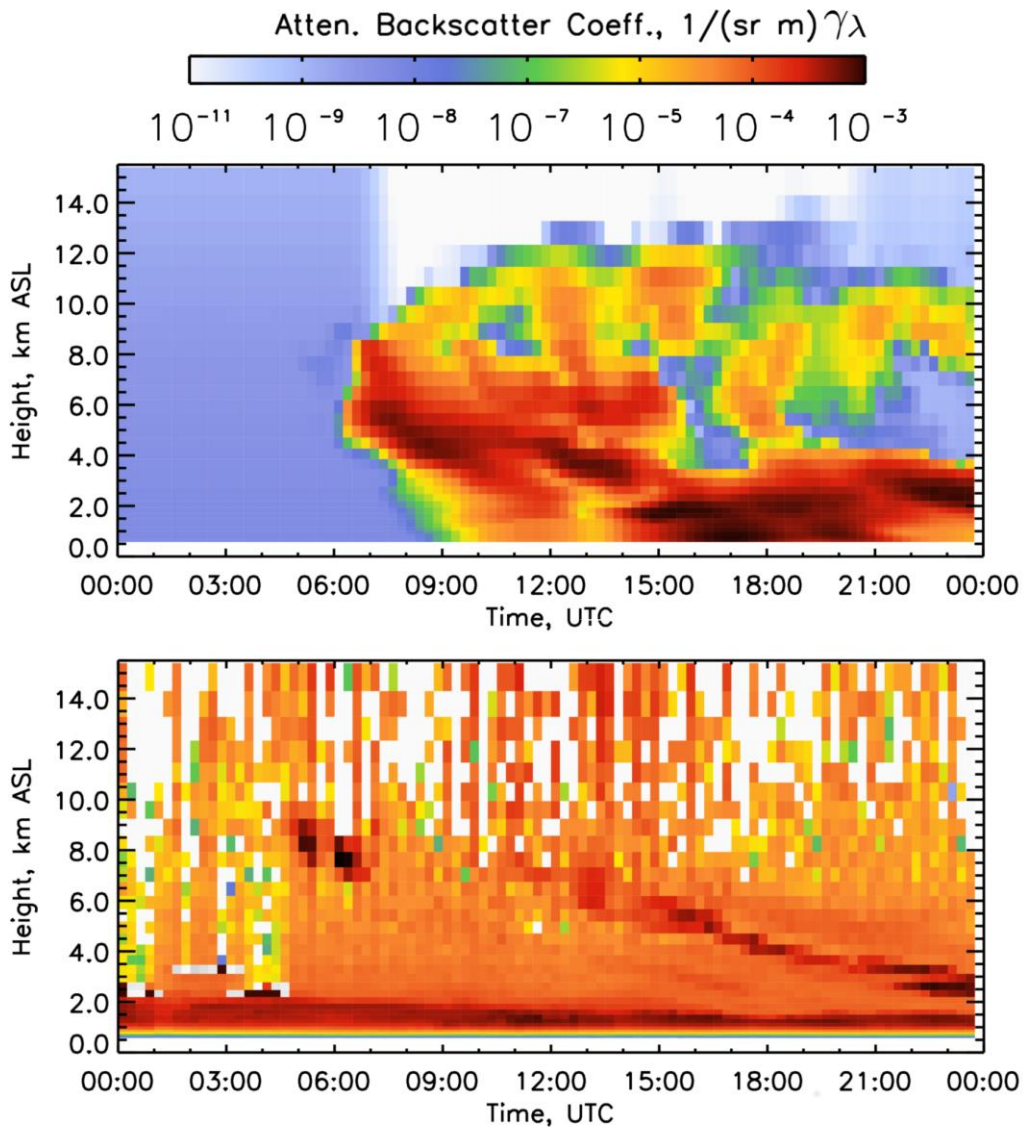 Atten. Backscatter Coeff., 1/(sr m) γλ
10⁻¹¹ 10⁻⁹ 10⁻⁸ 10⁻⁷ 10⁻⁵ 10⁻⁴ 10⁻³
Height, km ASL
14.0
12.0
10.0
8.0
6.0
4.0
2.0
0.0
00:00 03:00 06:00 09:00 12:00 15:00 18:00 21:00 00:00
Time, UTC
Height, km ASL
14.0
12.0
10.0
8.0
6.0
4.0
2.0
0.0
00:00 03:00 06:00 09:00 12:00 15:00 18:00 21:00 00:00
Time, UTC